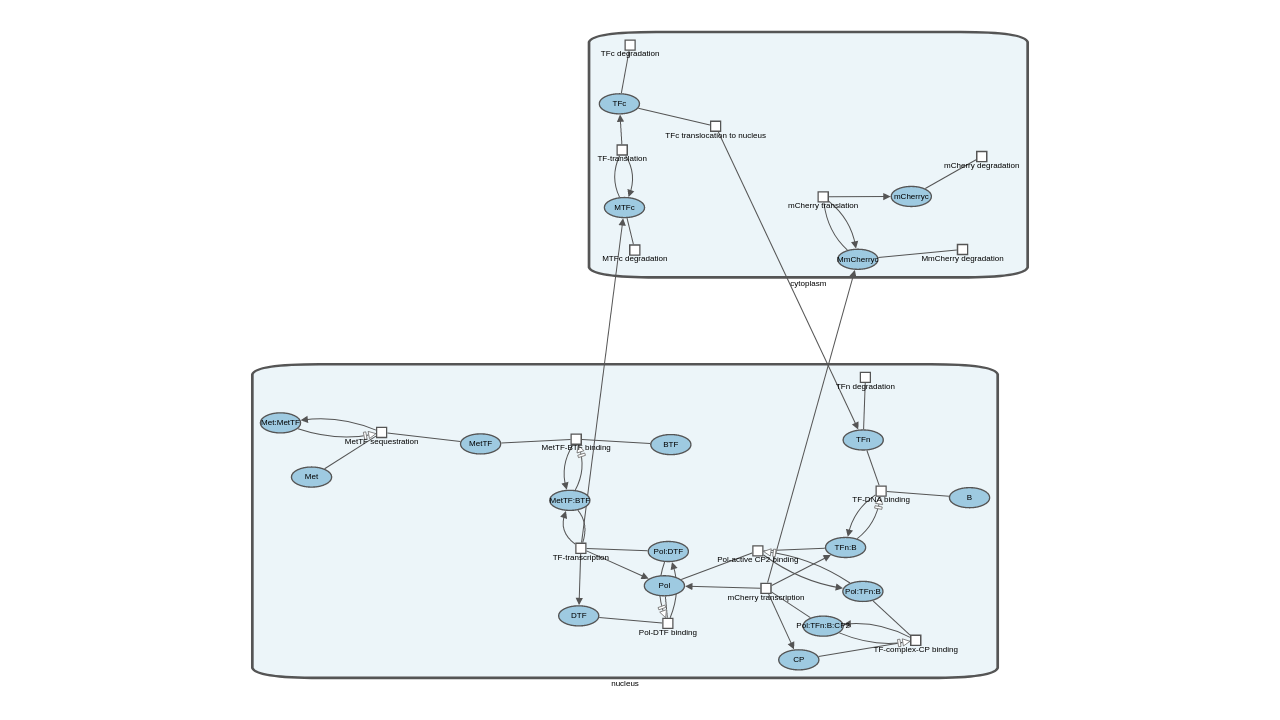 TFc degradation
TFc
TFc translocation to nucleus
TF-translation
mCherry degradation
mCherryc
mCherry translation
MTFc
MTFc degradation
MmCherryc
MmCherry degradation
cytoplasm
TFn degradation
Met:MetTF
MetTF sequestration
MetTF
MetTF-BTF binding
BTF
TFn
Met
MetTF:BTF
TF-DNA binding
B
TF-transcription
Pol:DTF
Pol-active CP2 binding
TFn:B
Pol
mCherry transcription
Pol:TFn:B
DTF
Pol-DTF binding
Pol:TFn:B:CP2
TF-complex-CP binding
CP
nucleus